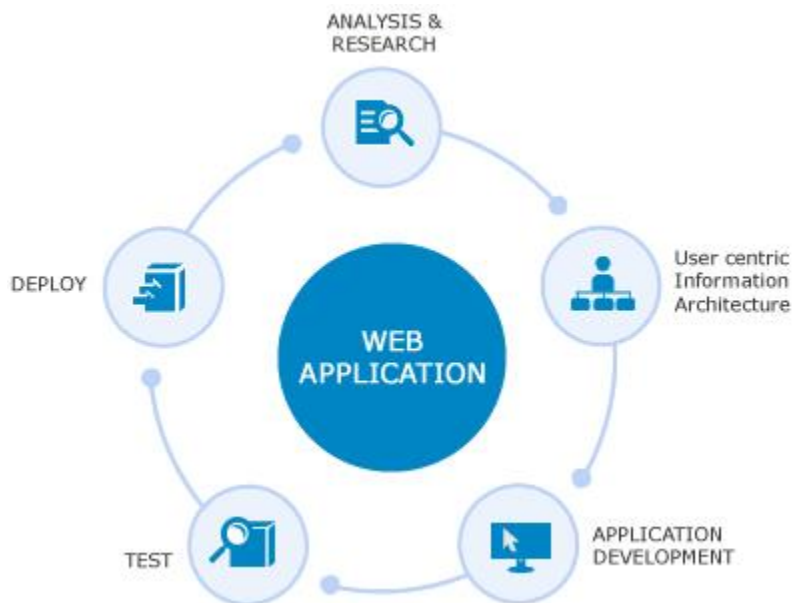 ANALYSIS &
RESEARCH
User centric
Information
Architecture
DEPLOY
WEB
APPLICATION
APPLICATION
DEVELOPMENT
TEST